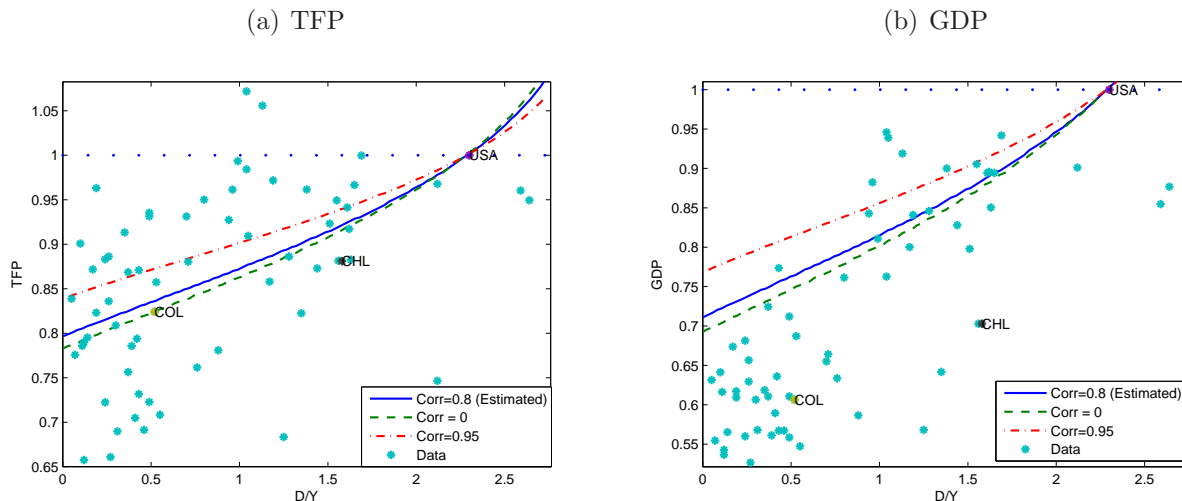 (a) TFP
(b) GDP
1.05
1
0.95
0.9
0.85
0.8
0.75
0.7
0.65
TFP
USA
CHL
COL
Corr=0.8 (Estimated)
Corr = 0
Corr=0.95
Data
0
0.5
1
1.5
2
2.5
D/Y
1
0.95
0.9
0.85
0.8
0.75
0.7
0.65
0.6
0.55
GDP
USA
CHL
COL
Corr=0.8 (Estimated)
Corr = 0
Corr=0.95
Data
0
0.5
1
1.5
2
2.5
D/Y